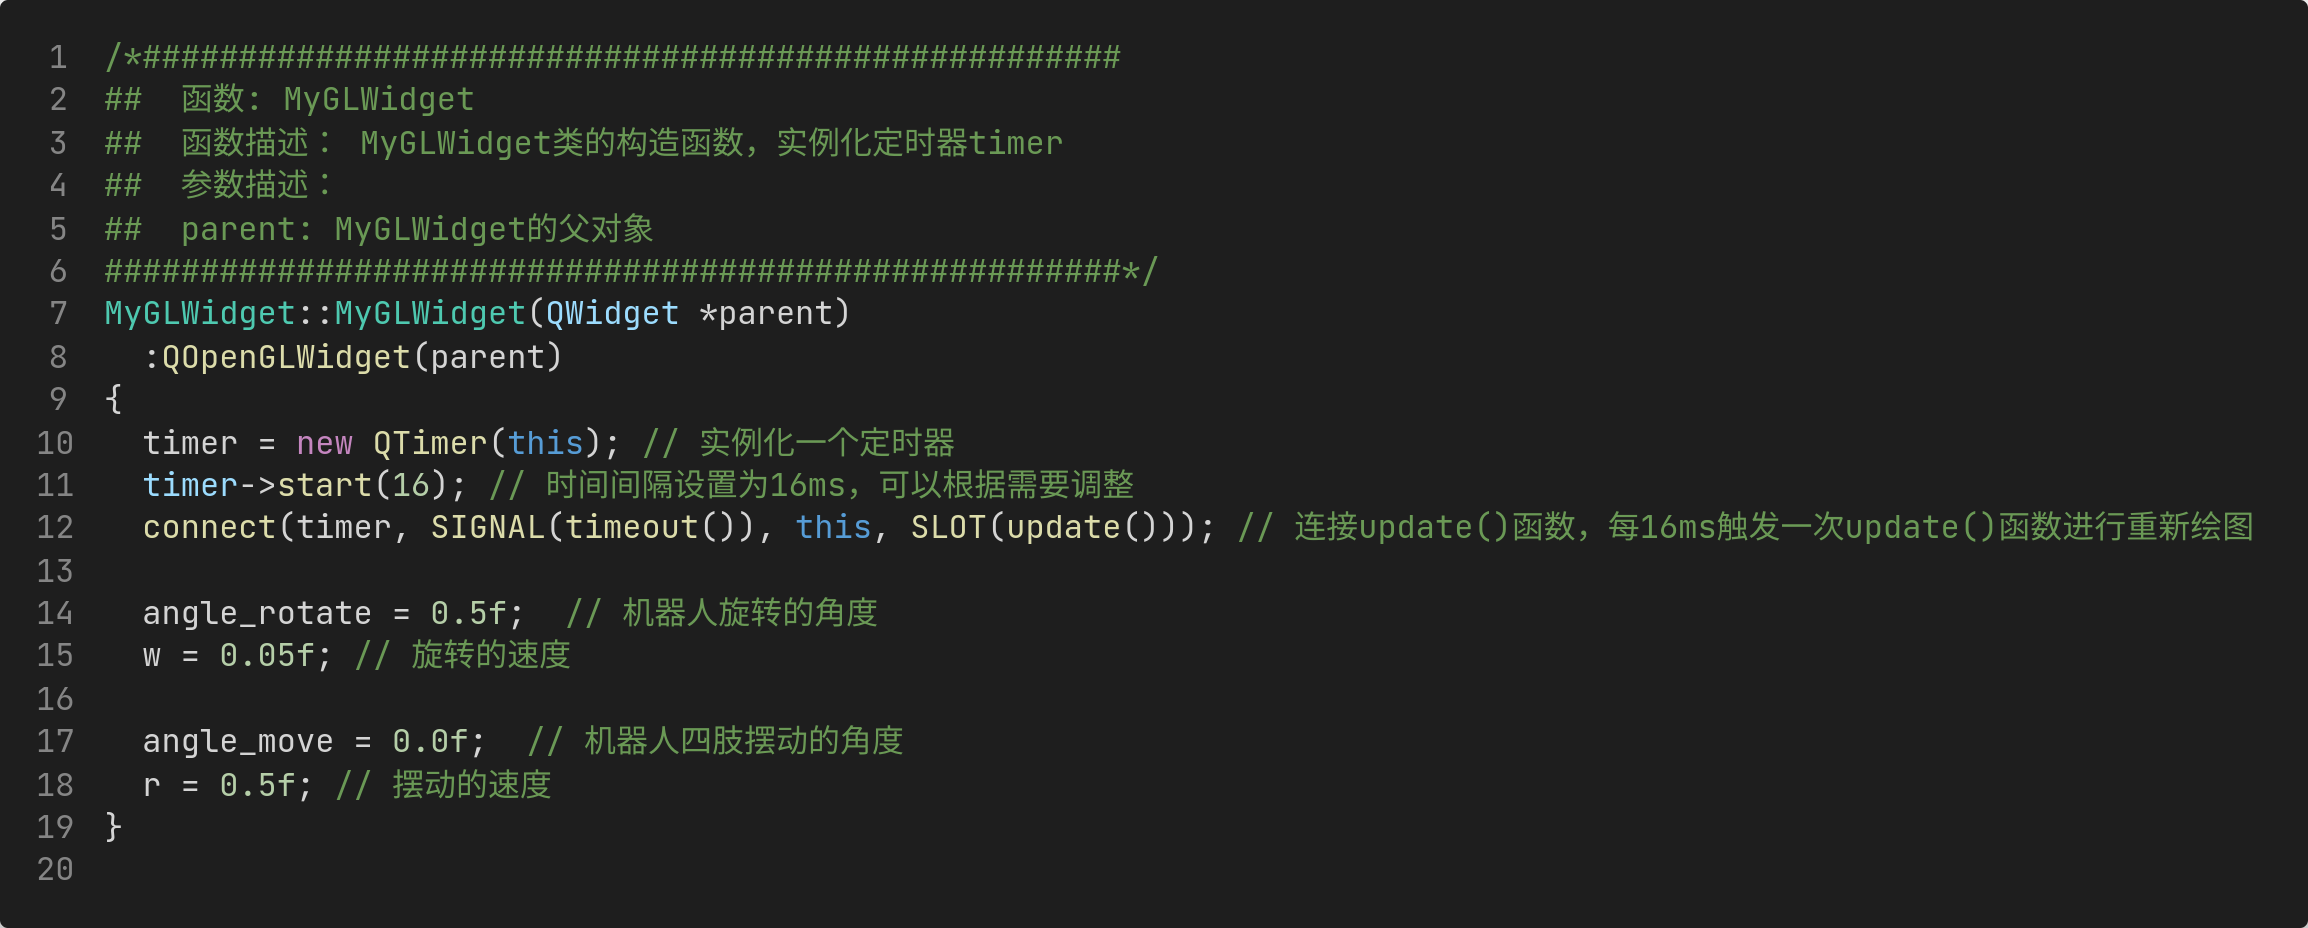 1 /*###################################################
2 ##  函数: MyGLWidget
3 ##  函数描述： MyGLWidget类的构造函数，实例化定时器timer
4 ##  参数描述：
5 ##  parent: MyGLWidget的父对象
6 #####################################################*/
7 MyGLWidget::MyGLWidget(QWidget *parent)
8   :QOpenGLWidget(parent)
9 {
10   timer = new QTimer(this); // 实例化一个定时器
11   timer->start(16); // 时间间隔设置为16ms，可以根据需要调整
12   connect(timer, SIGNAL(timeout()), this, SLOT(update())); // 连接update()函数，每16ms触发一次update()函数进行重新绘图
13
14   angle_rotate = 0.5f;  // 机器人旋转的角度
15   w = 0.05f; // 旋转的速度
16
17   angle_move = 0.0f;  // 机器人四肢摆动的角度
18   r = 0.5f; // 摆动的速度
19 }
20